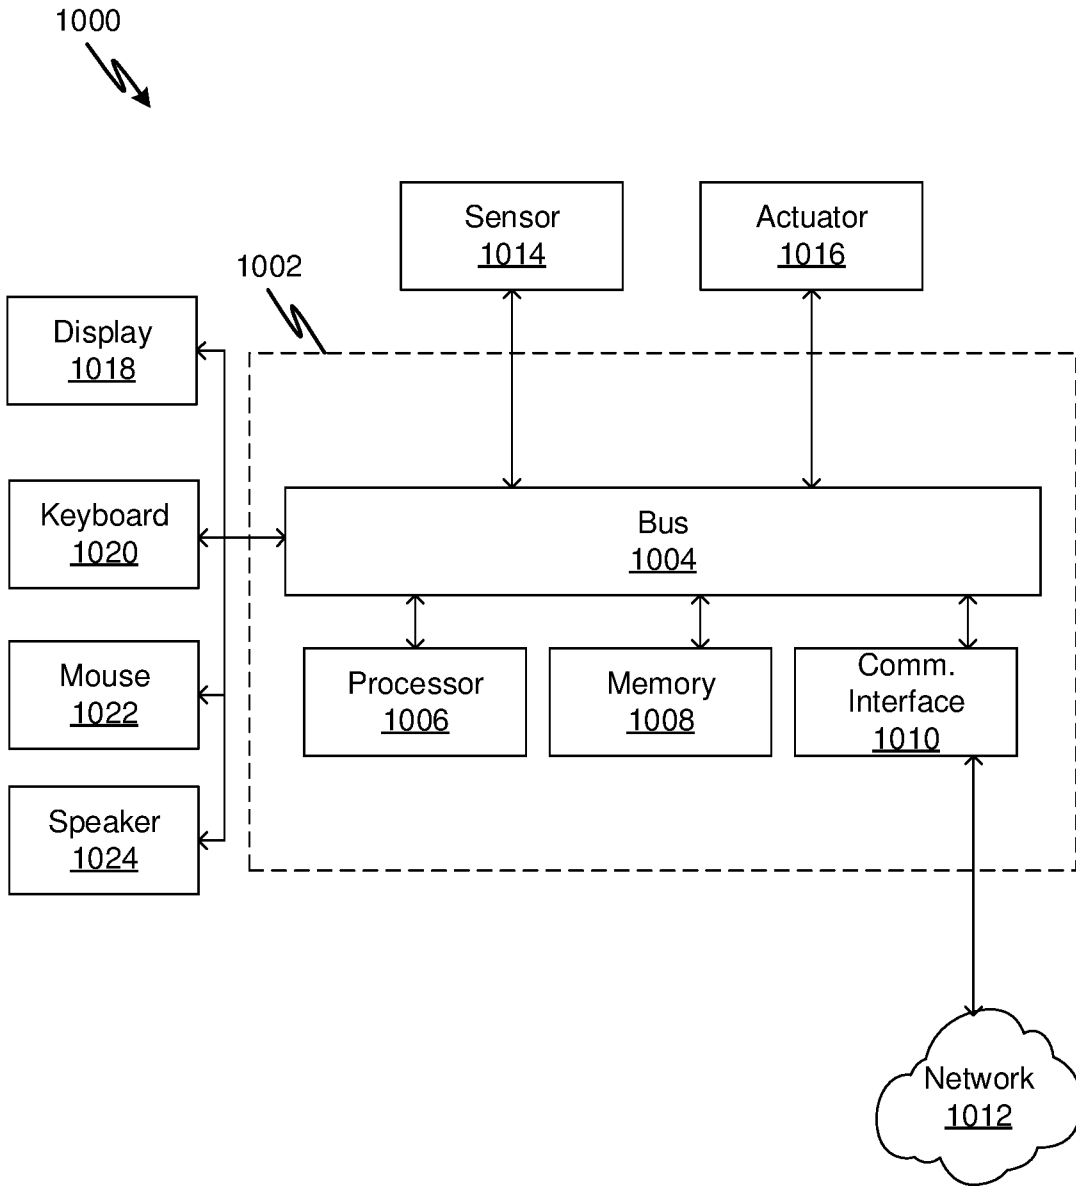 1000
Sensor
1014
Actuator
1016
1002
Display
1018
Keyboard
1020
Bus
1004
Mouse
1022
Processor
1006
Memory
1008
Comm.
Interface
1010
Speaker
1024
Network
1012